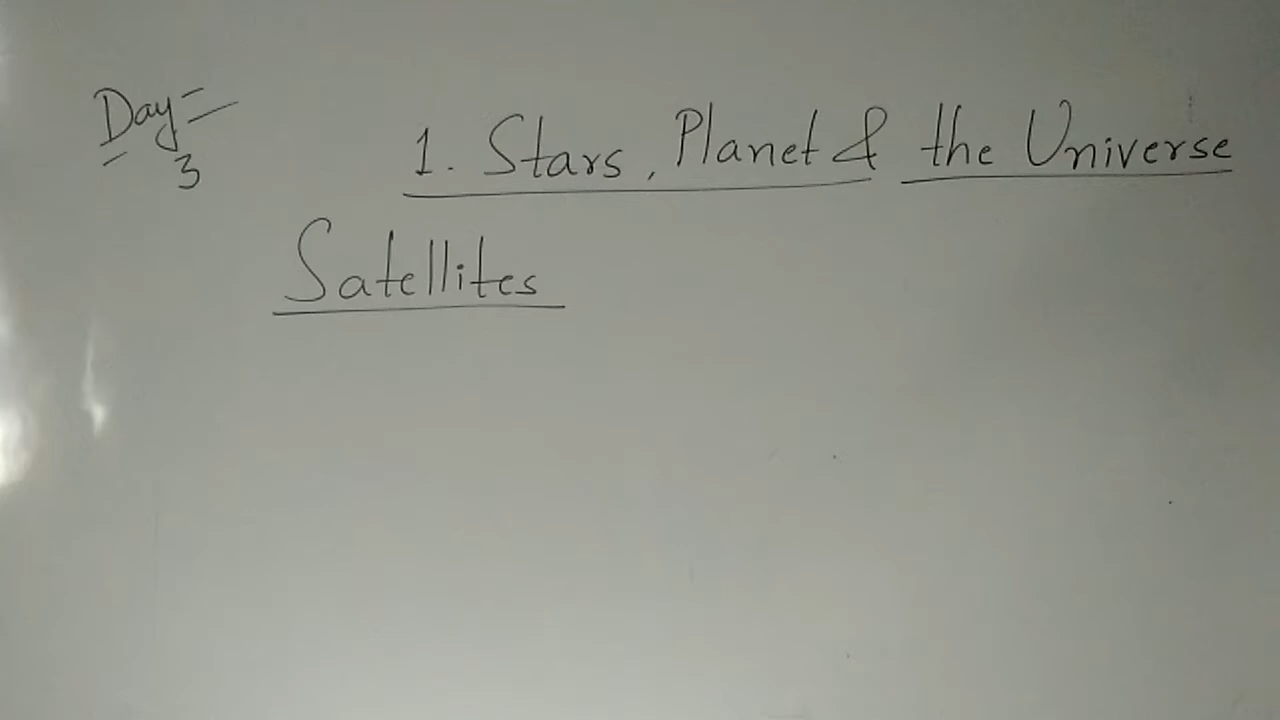 Day=
3
1. Stars, Planet & the Universe
Satellites